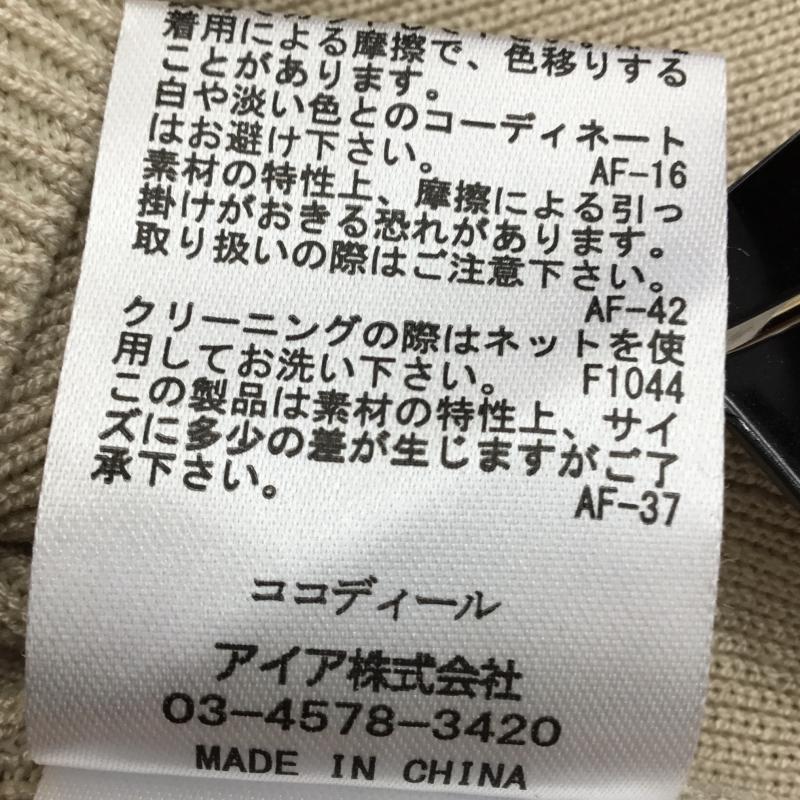 着用による摩擦で、色移りする
ことがあります。
白や淡い色とのコーディネート
はお避け下さい。 AF-16
素材の特性上、摩擦による引っ
掛けがおきる恐れがあります。
取り扱いの際はご注意下さい。
AF-42
クリーニングの際はネットを使
用してお洗い下さい。 F1044
この製品は素材の特性上、サイ
ズに多少の差が生じますがご了
承下さい。 AF-37
ココディール
アイア株式会社
03-4578-3420
MADE IN CHINA